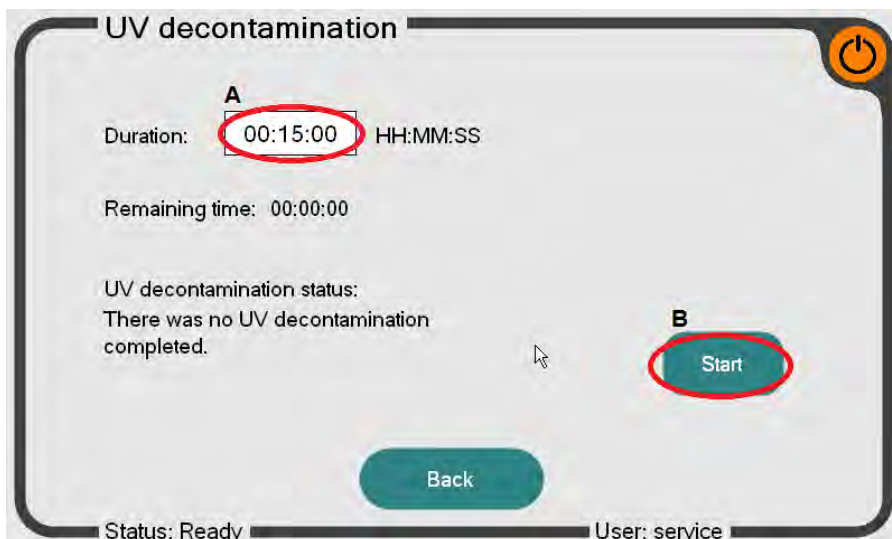 UV decontamination
A
Duration: 00:15:00 HH:MM:SS
Remaining time: 00:00:00
UV decontamination status:
There was no UV decontamination
completed.
B
Start
Back
Status: Ready User: service